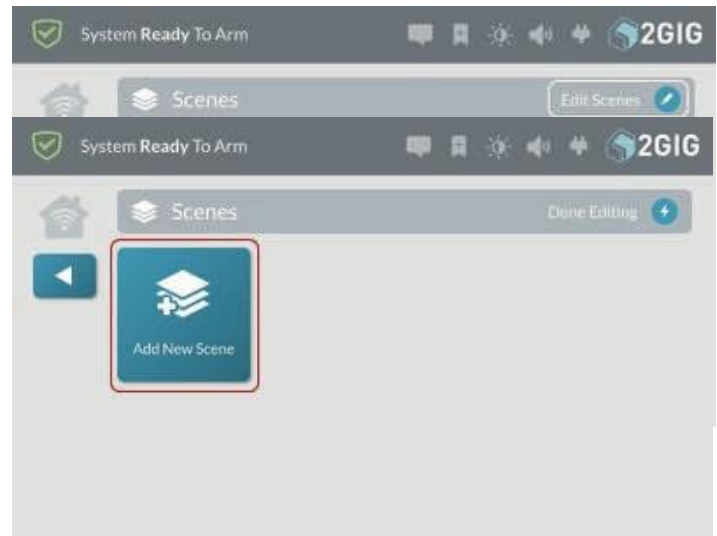 System Ready To Arm 2GIG
Scenes Edit Scenes
System Ready To Arm 2GIG
Scenes Done Editing
Add New Scene